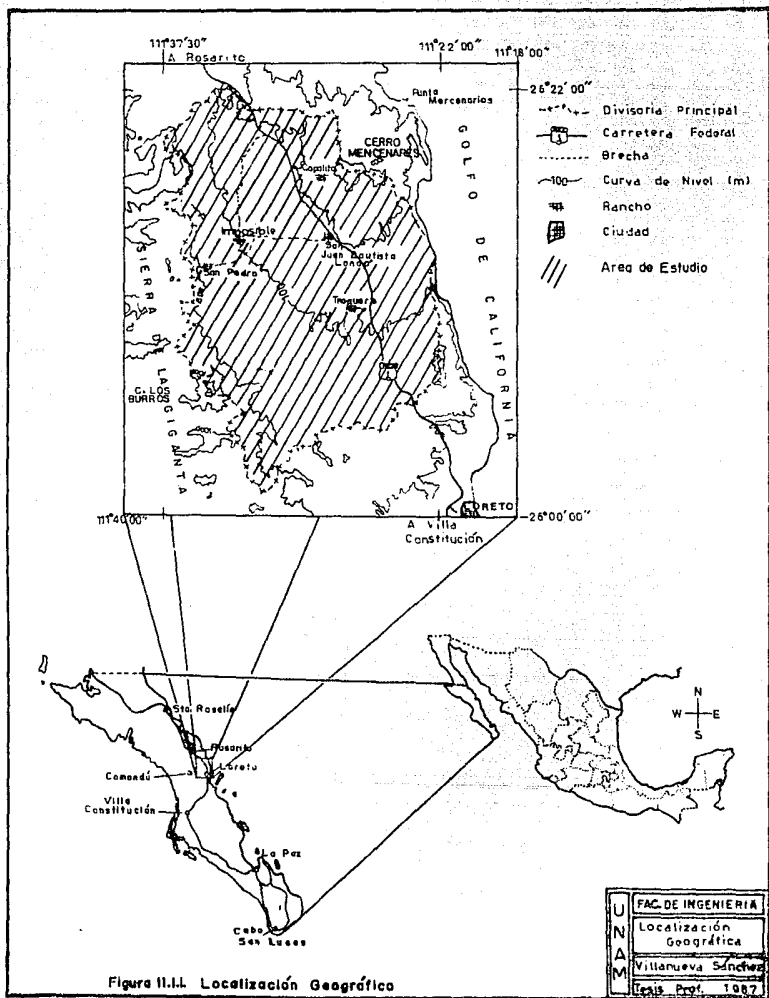 111°37'30"
111°22'00"
111°18'00"
A Rosarito
26°22'00"
Punta
Mercenarios
CERRO
MENCENARES
Divisoria Principal
Carretera Federal
Brecha
100
Curva de Nivel (m)
Rancho
Ciudad
Area de Estudio
GOLFO DE CALIFORNIA
Imposible
San
Juan Bautista
Londó
San Pedro
100
SIERRA DE LA GIGANTA
C. LOS
BURROS
LORETO
111°40'00"
A Villa
Constitución
26°00'00"
Sta. Rosalía
Rosarito
Loreto
Comondú
Villa
Constitución
La Paz
Cabo
San Lucas
N
W
E
S
UNAM
FAC. DE INGENIERIA
Localización
Geográfica
Villanueva Sánchez
Tesis Prof. 1987
Figura II.1.1. Localización Geográfica